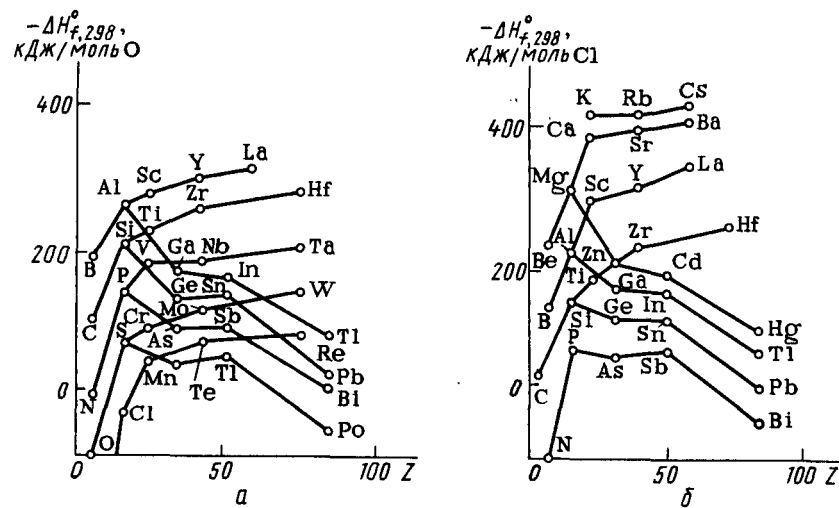 −ΔH°f,298,
кДж/моль O
400
200
0
La
Y
Sc
Al
Zr
Hf
Ti
Si
V
Ga
Nb
Ta
B
P
In
Ge
Sn
W
Mo
C
Cr
Sb
S
As
Tl
Re
Mn
Te
Tl
Pb
N
Cl
Bi
O
Po
0
50
100 Z
а
−ΔH°f,298,
кДж/моль Cl
400
200
0
K
Rb
Cs
Ca
Sr
Ba
La
Mg
Sc
Y
Zr
Hf
Al
Zn
Be
Cd
Ti
Ga
B
Ge
In
Si
Hg
P
Sn
Tl
As
Sb
Pb
C
Bi
N
0
50
100 Z
б